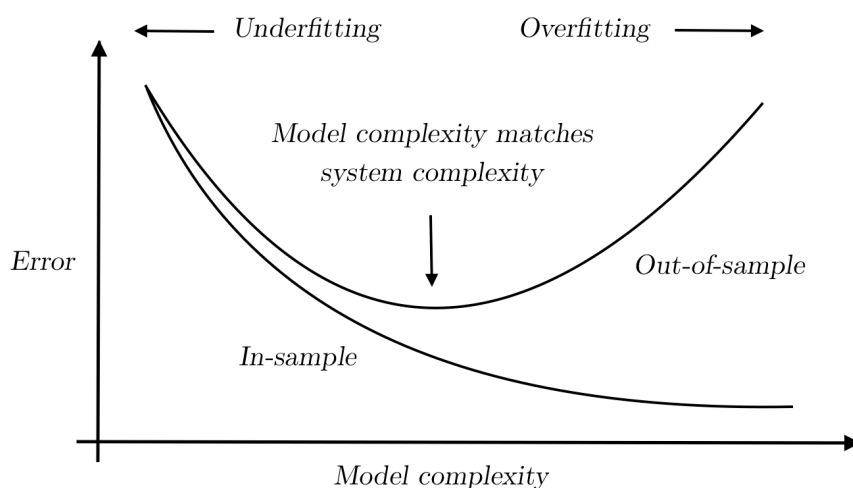 Underfitting
Overfitting
Model complexity matches
system complexity
Error
Out-of-sample
In-sample
Model complexity